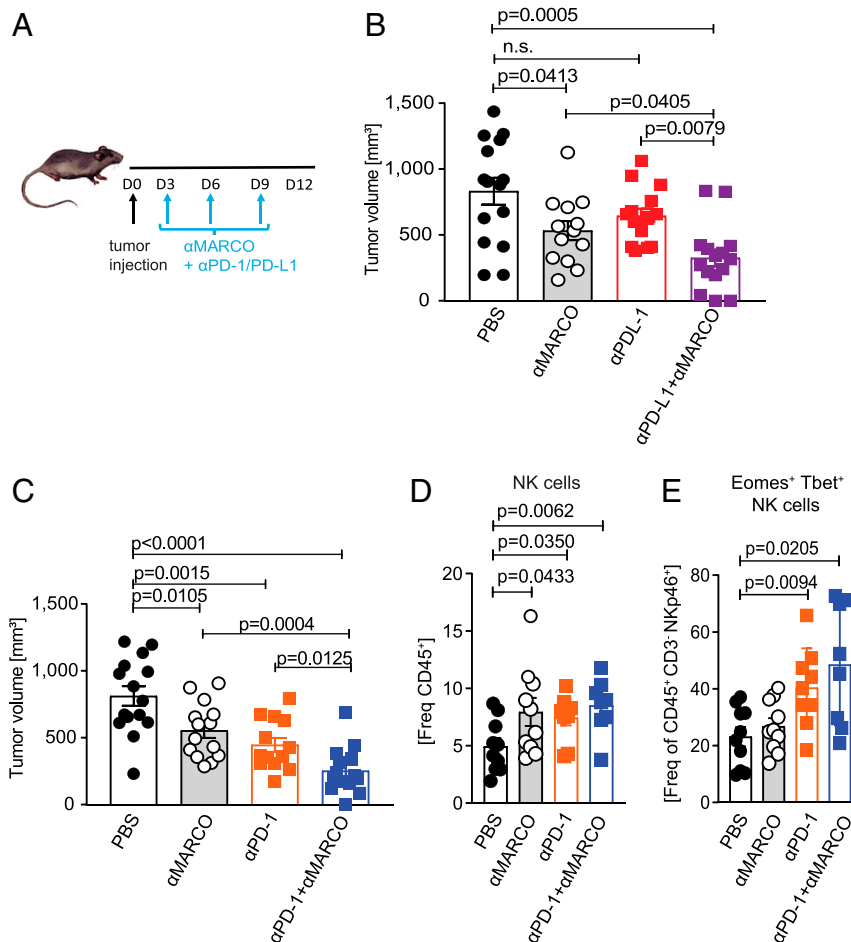 A
D0
D3
D6
D9
D12
tumor
injection
αMARCO
+ αPD-1/PD-L1
B
p=0.0005
n.s.
p=0.0413
p=0.0405
p=0.0079
Tumor volume [mm³]
1,500
1,000
500
0
PBS
αMARCO
αPDL-1
αPD-L1+αMARCO
C
p<0.0001
p=0.0015
p=0.0105
p=0.0004
p=0.0125
Tumor volume [mm³]
1,500
1,000
500
0
PBS
αMARCO
αPD-1
αPD-1+αMARCO
D
NK cells
p=0.0062
p=0.0350
p=0.0433
[Freq CD45⁺]
20
15
10
5
0
PBS
αMARCO
αPD-1
αPD-1+αMARCO
E
Eomes⁺ Tbet⁺
NK cells
p=0.0205
p=0.0094
[Freq of CD45⁺ CD3⁻ NKp46⁺]
80
60
40
20
0
PBS
αMARCO
αPD-1
αPD-1+αMARCO